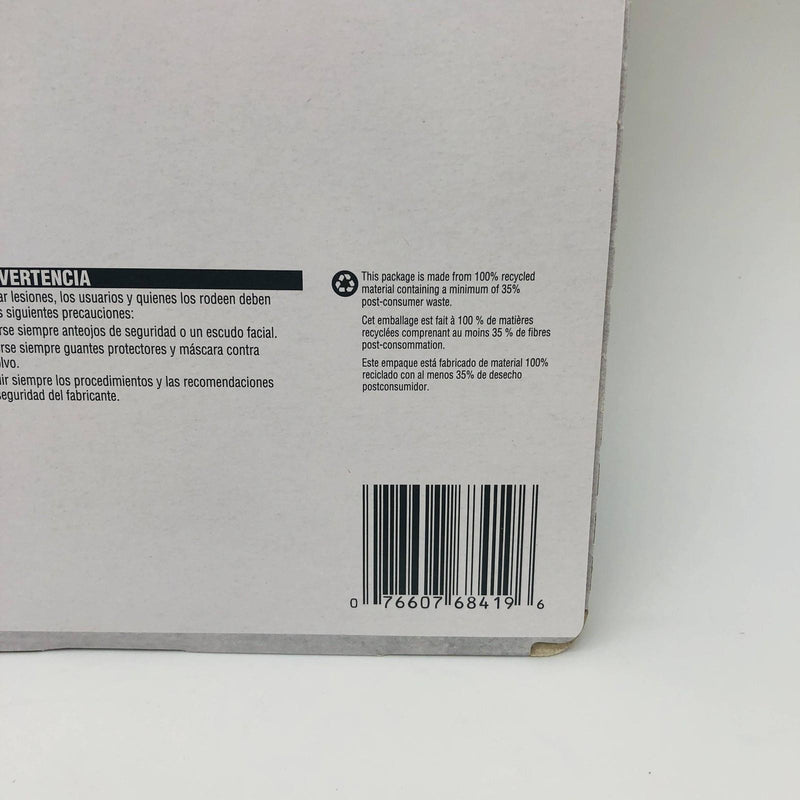 VERTENCIA
ar lesiones, los usuarios y quienes los rodeen deben
s siguientes precauciones:
rse siempre anteojos de seguridad o un escudo facial.
rse siempre guantes protectores y máscara contra
lvo.
ir siempre los procedimientos y las recomendaciones
seguridad del fabricante.
This package is made from 100% recycled
material containing a minimum of 35%
post-consumer waste.
Cet emballage est fait à 100 % de matières
recyclées comprenant au moins 35 % de fibres
post-consommation.
Este empaque está fabricado de material 100%
reciclado con al menos 35% de desecho
postconsumidor.
0 76607 68419 6